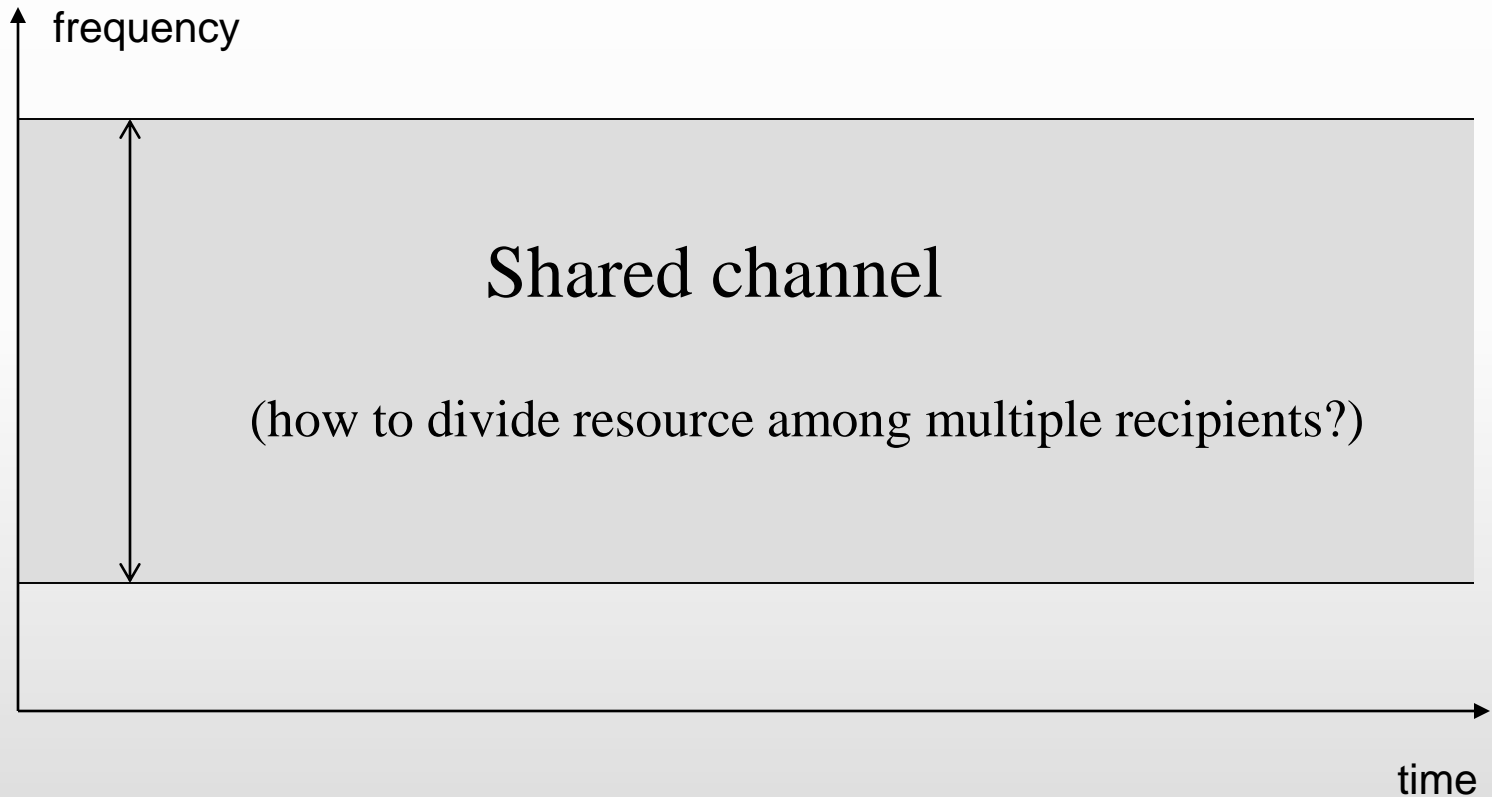 frequency
Shared channel
(how to divide resource among multiple recipients?)
time